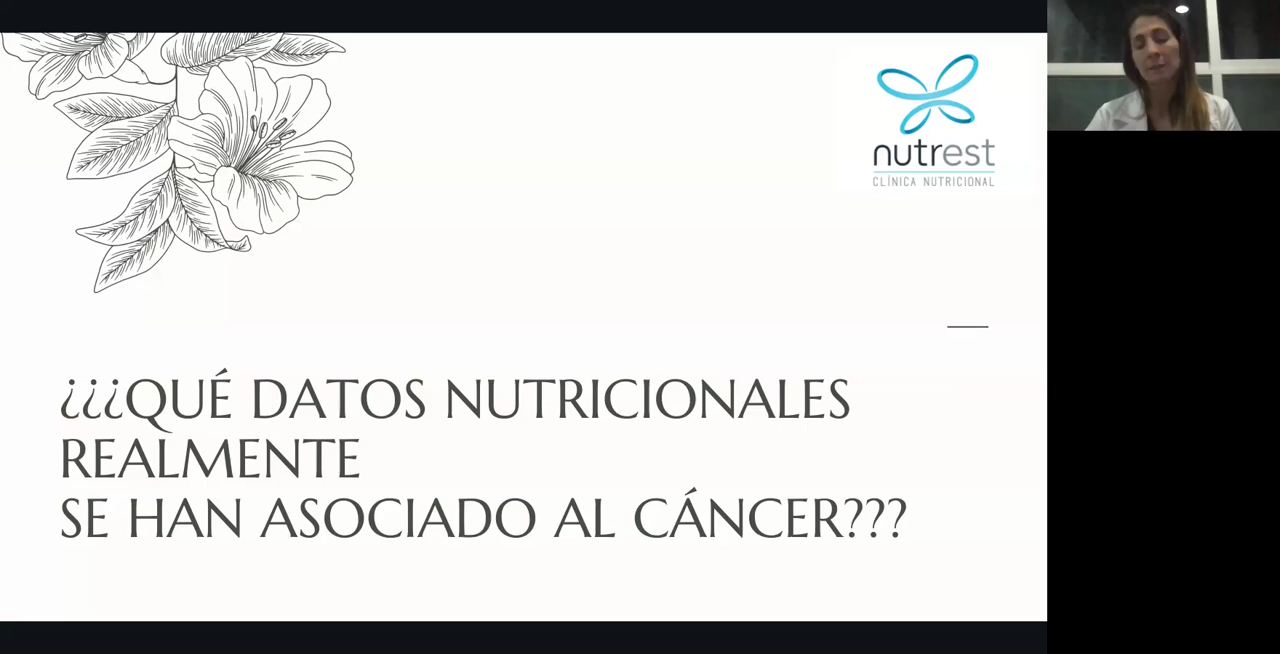 nutrest
CLÍNICA NUTRICIONAL
¿¿¿QUÉ DATOS NUTRICIONALES
REALMENTE
SE HAN ASOCIADO AL CÁNCER???